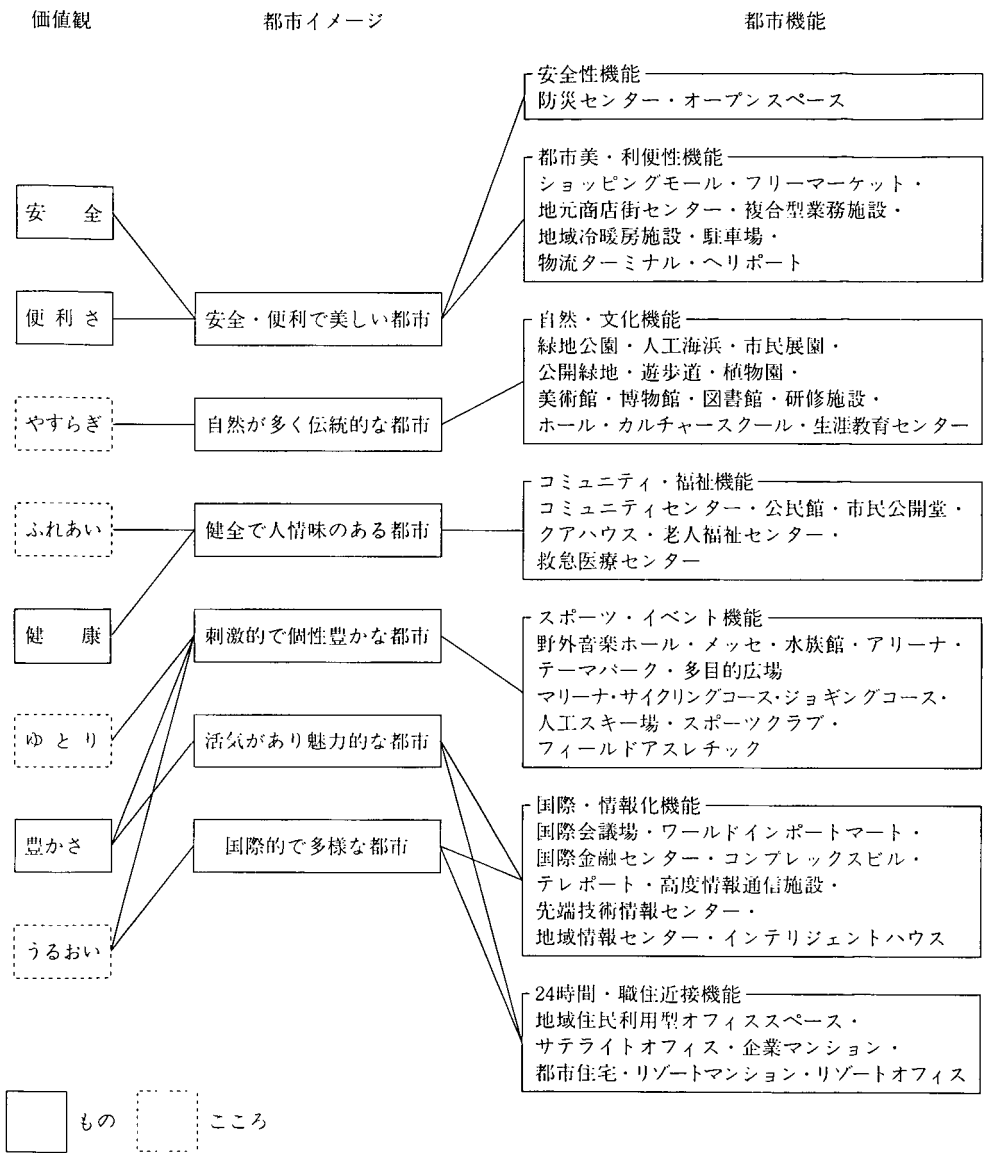 価値観
都市イメージ
都市機能
安全
便利さ
やすらぎ
ふれあい
健康
ゆとり
豊かさ
うるおい
安全・便利で美しい都市
自然が多く伝統的な都市
健全で人情味のある都市
刺激的で個性豊かな都市
活気があり魅力的な都市
国際的で多様な都市
安全性機能
防災センター・オープンスペース
都市美・利便性機能
ショッピングモール・フリーマーケット・
地元商店街センター・複合型業務施設・
地域冷暖房施設・駐車場・
物流ターミナル・ヘリポート
自然・文化機能
緑地公園・人工海浜・市民展園・
公開緑地・遊歩道・植物園・
美術館・博物館・図書館・研修施設・
ホール・カルチャースクール・生涯教育センター
コミュニティ・福祉機能
コミュニティセンター・公民館・市民公開堂・
クアハウス・老人福祉センター・
救急医療センター
スポーツ・イベント機能
野外音楽ホール・メッセ・水族館・アリーナ・
テーマパーク・多目的広場
マリーナ・サイクリングコース・ジョギングコース・
人工スキー場・スポーツクラブ・
フィールドアスレチック
国際・情報化機能
国際会議場・ワールドインポートマート・
国際金融センター・コンプレックスビル・
テレポート・高度情報通信施設・
先端技術情報センター・
地域情報センター・インテリジェントハウス
24時間・職住近接機能
地域住民利用型オフィススペース・
サテライトオフィス・企業マンション・
都市住宅・リゾートマンション・リゾートオフィス
もの
こころ